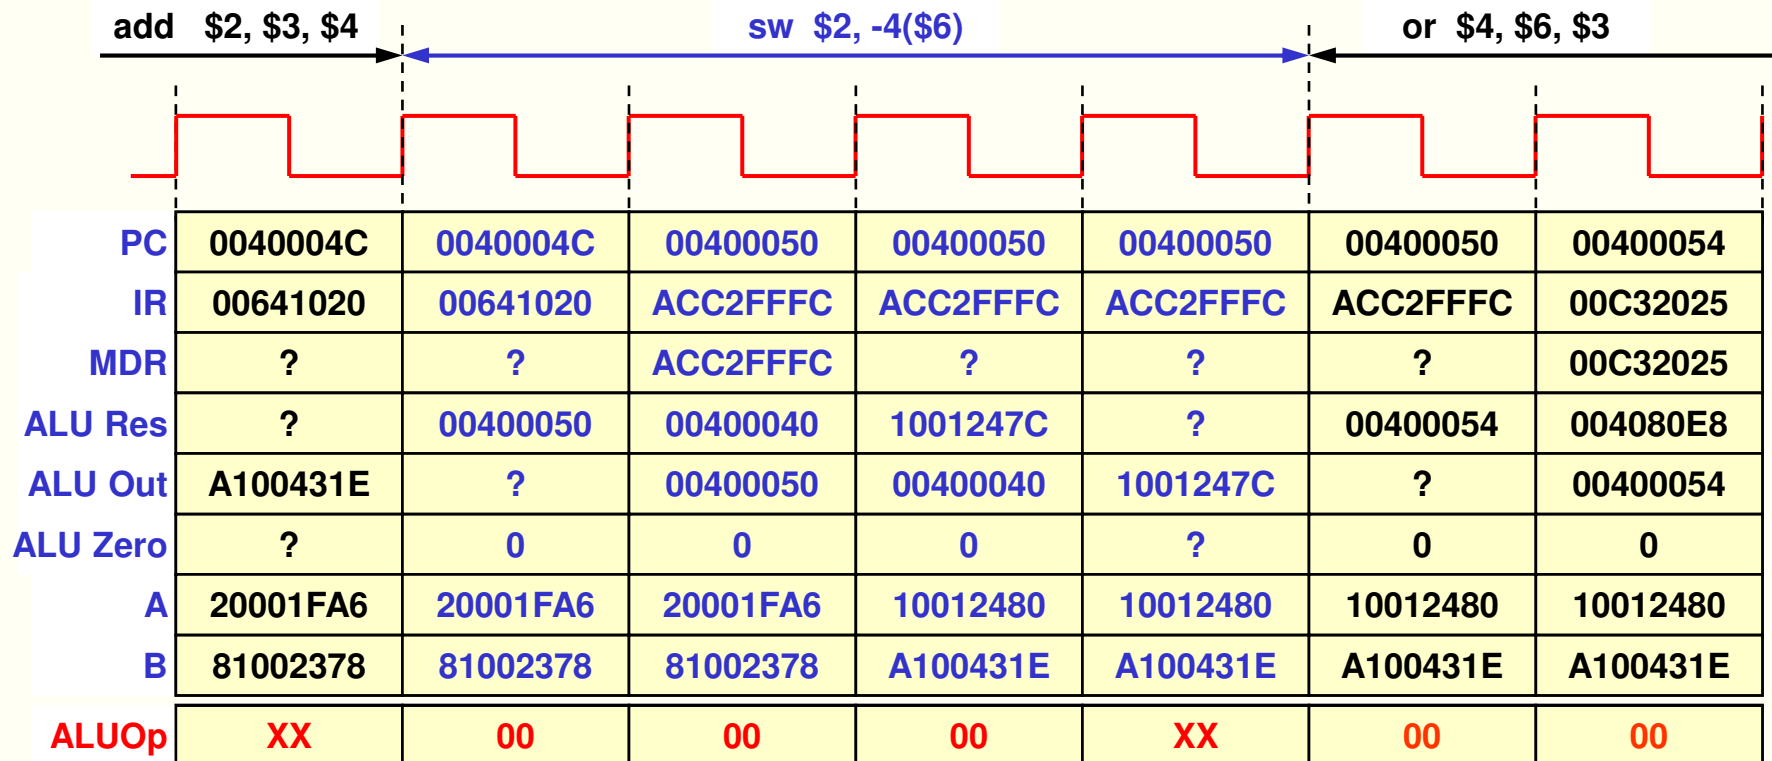 add $2, $3, $4 sw $2, -4($6) or $4, $6, $3
PC 0040004C 0040004C 00400050 00400050 00400050 00400050 00400054
IR 00641020 00641020 ACC2FFFC ACC2FFFC ACC2FFFC ACC2FFFC 00C32025
MDR ? ? ACC2FFFC ? ? ? 00C32025
ALU Res ? 00400050 00400040 1001247C ? 00400054 004080E8
ALU Out A100431E ? 00400050 00400040 1001247C ? 00400054
ALU Zero ? 0 0 0 ? 0 0
A 20001FA6 20001FA6 20001FA6 10012480 10012480 10012480 10012480
B 81002378 81002378 81002378 A100431E A100431E A100431E A100431E
ALUOp XX 00 00 00 XX 00 00